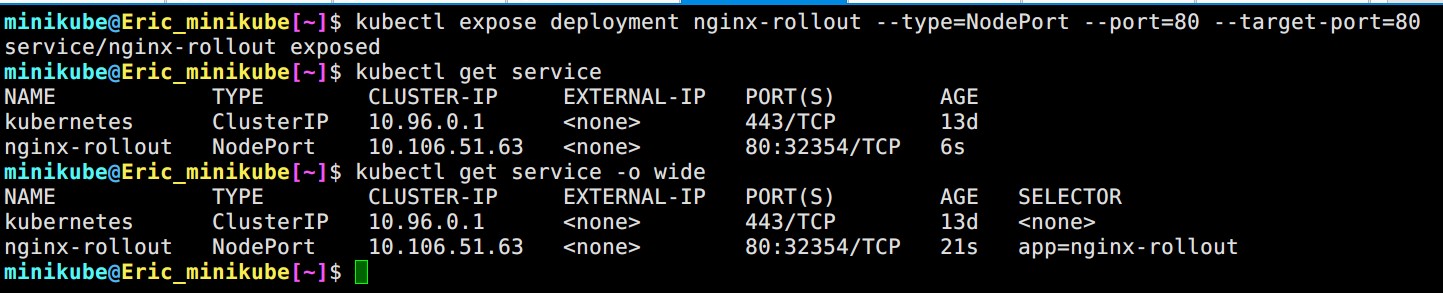 minikube@Eric_minikube[~]$ kubectl expose deployment nginx-rollout --type=NodePort --port=80 --target-port=80
service/nginx-rollout exposed
minikube@Eric_minikube[~]$ kubectl get service
NAME            TYPE        CLUSTER-IP     EXTERNAL-IP   PORT(S)        AGE
kubernetes      ClusterIP   10.96.0.1      <none>        443/TCP        13d
nginx-rollout   NodePort    10.106.51.63   <none>        80:32354/TCP   6s
minikube@Eric_minikube[~]$ kubectl get service -o wide
NAME            TYPE        CLUSTER-IP     EXTERNAL-IP   PORT(S)        AGE   SELECTOR
kubernetes      ClusterIP   10.96.0.1      <none>        443/TCP        13d   <none>
nginx-rollout   NodePort    10.106.51.63   <none>        80:32354/TCP   21s   app=nginx-rollout
minikube@Eric_minikube[~]$